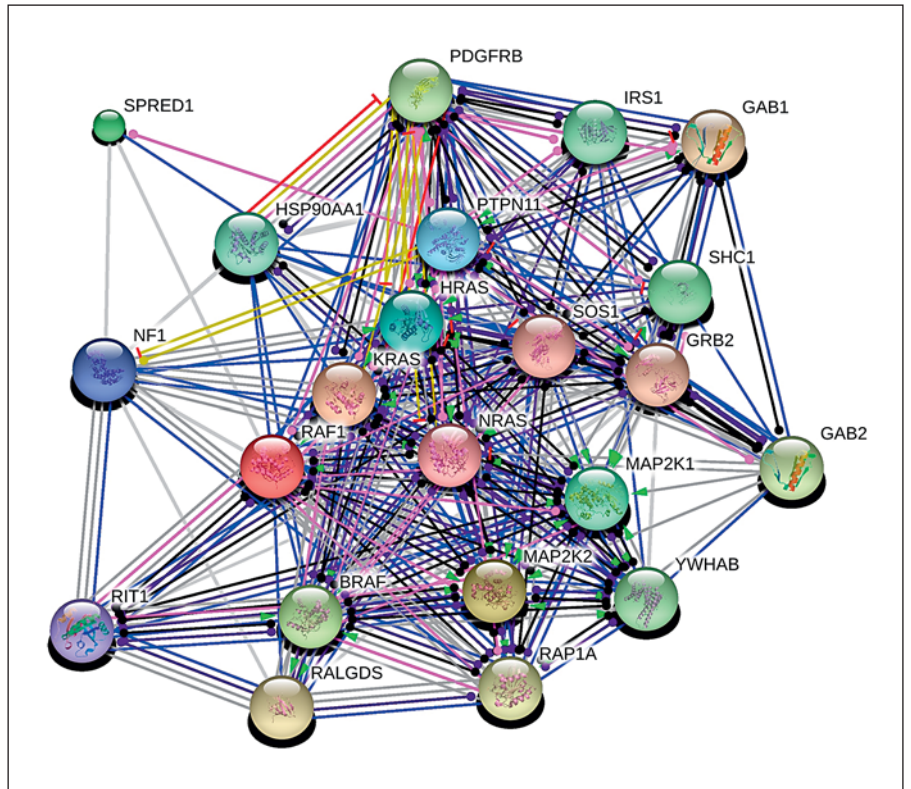 PDGFRB
SPRED1
IRS1
GAB1
HSP90AA1
PTPN11
SHC1
HRAS
SOS1
NF1
GRB2
KRAS
RAF1
NRAS
GAB2
MAP2K1
MAP2K2
YWHAB
BRAF
RIT1
RAP1A
RALGDS